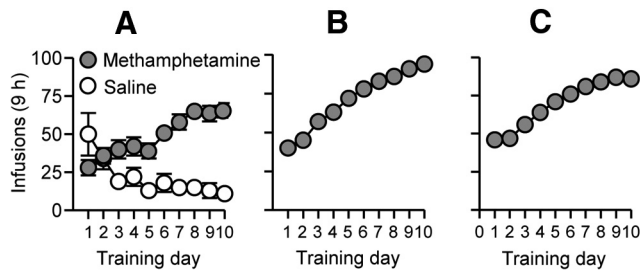 A B C
Methamphetamine
Saline
Infusions (9 h)
100
75
50
25
0
1 2 3 4 5 6 7 8 9 10
1 2 3 4 5 6 7 8 9 10
0 1 2 3 4 5 6 7 8 9 10
Training day Training day Training day